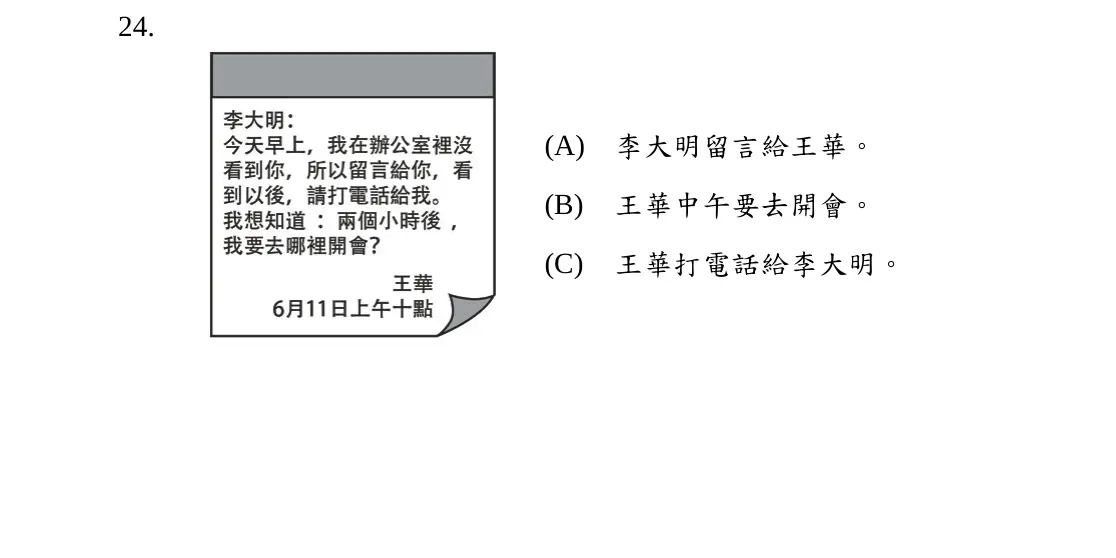 24.
李大明：
今天早上，我在辦公室裡沒
看到你，所以留言給你，看
到以後，請打電話給我。
我想知道：兩個小時後，
我要去哪裡開會？
王華
6月11日上午十點
(A) 李大明留言給王華。
(B) 王華中午要去開會。
(C) 王華打電話給李大明。